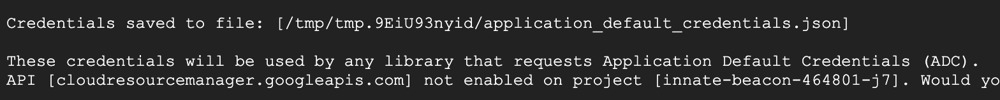 Credentials saved to file: [/tmp/tmp.9EiU93nyid/application_default_credentials.json]
These credentials will be used by any library that requests Application Default Credentials (ADC).
API [cloudresourcemanager.googleapis.com] not enabled on project [innate-beacon-464801-j7]. Would yo